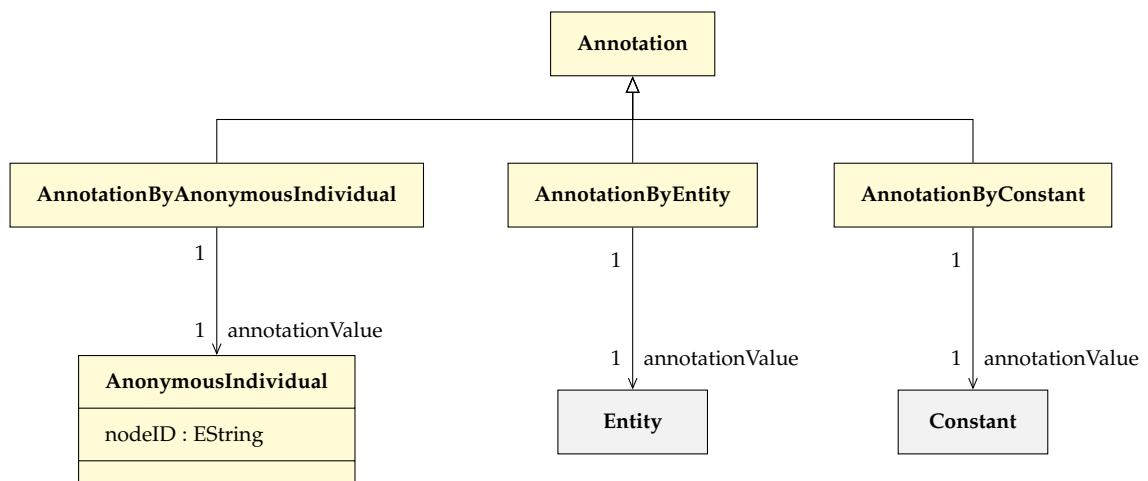 Annotation
AnnotationByAnonymousIndividual
AnnotationByEntity
AnnotationByConstant
1
1
1
1 annotationValue
1 annotationValue
1 annotationValue
AnonymousIndividual
nodeID : EString
Entity
Constant